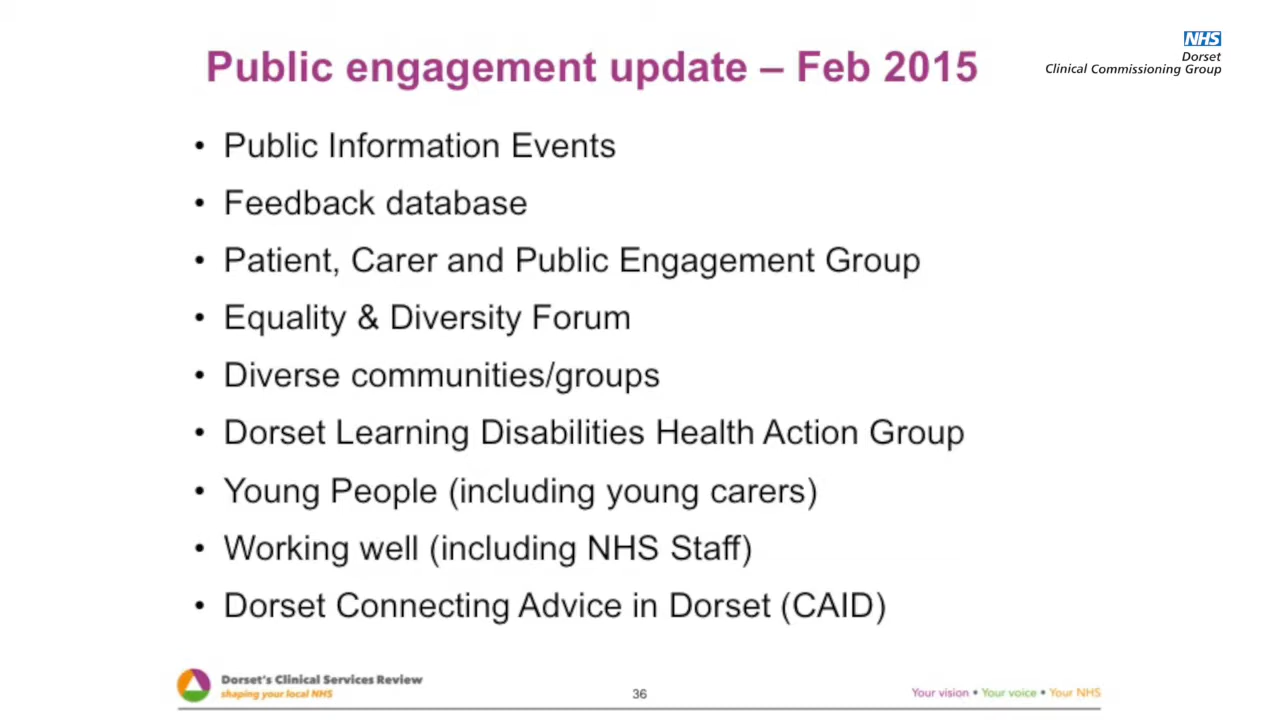 Public engagement update – Feb 2015
NHS
Dorset
Clinical Commissioning Group
• Public Information Events
• Feedback database
• Patient, Carer and Public Engagement Group
• Equality & Diversity Forum
• Diverse communities/groups
• Dorset Learning Disabilities Health Action Group
• Young People (including young carers)
• Working well (including NHS Staff)
• Dorset Connecting Advice in Dorset (CAID)
Dorset's Clinical Services Review
shaping your local NHS
36
Your vision • Your voice • Your NHS